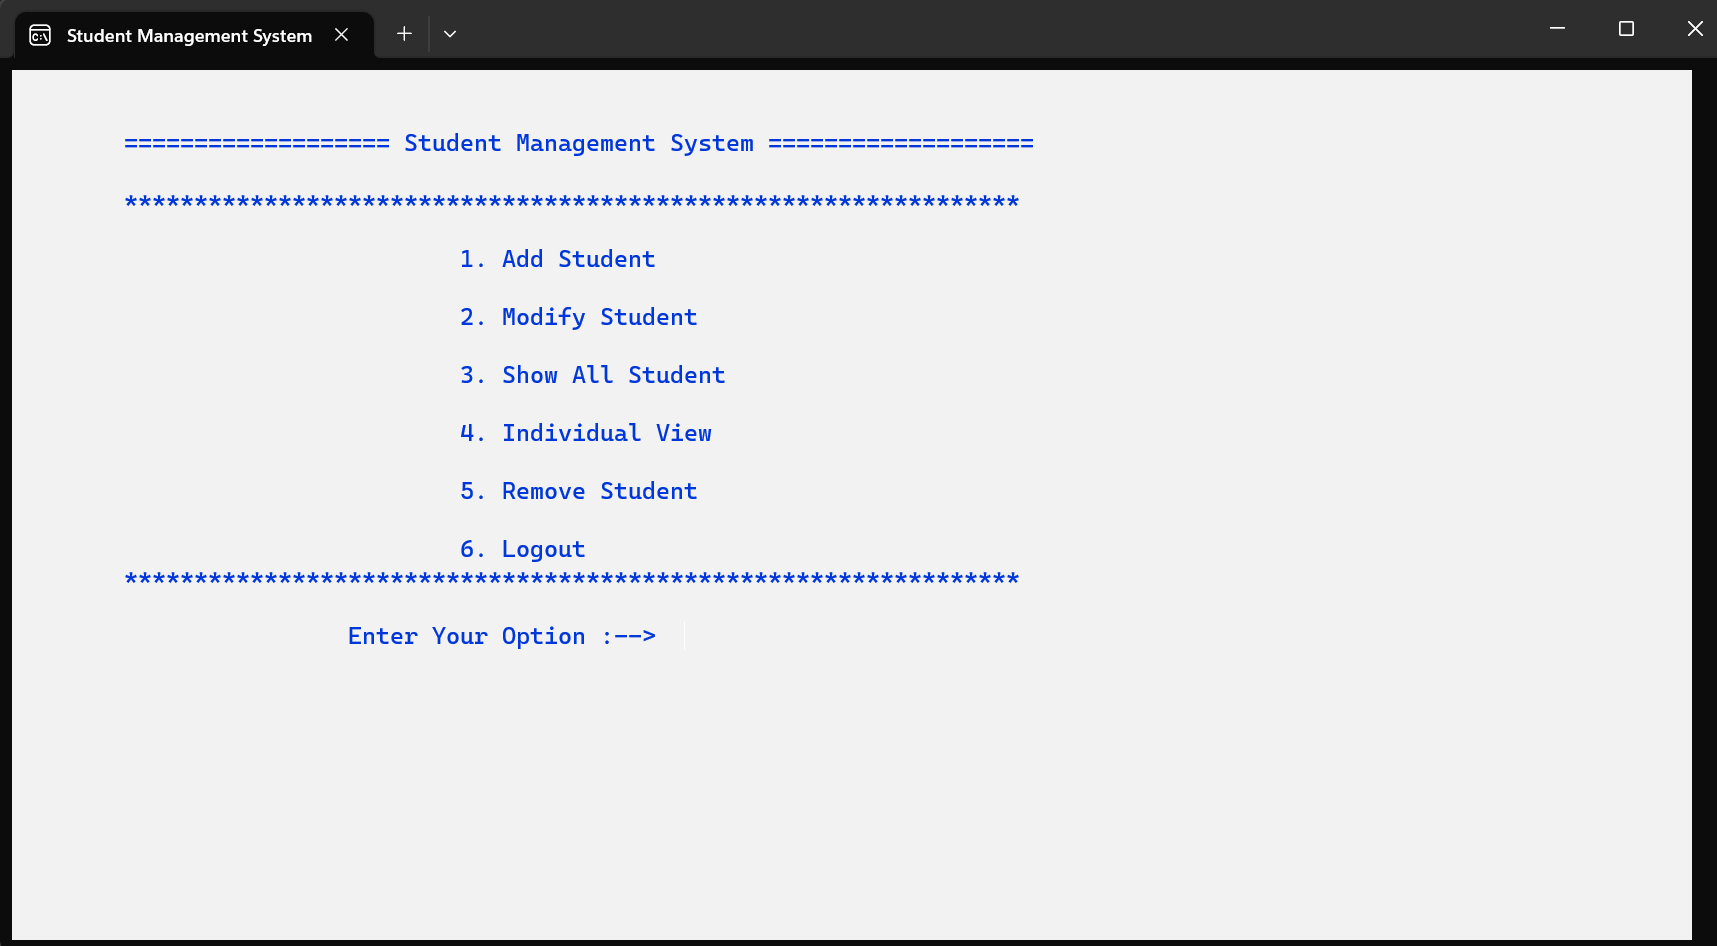 Student Management System
=================== Student Management System ===================
****************************************************************
1. Add Student
2. Modify Student
3. Show All Student
4. Individual View
5. Remove Student
6. Logout
****************************************************************
Enter Your Option :-->